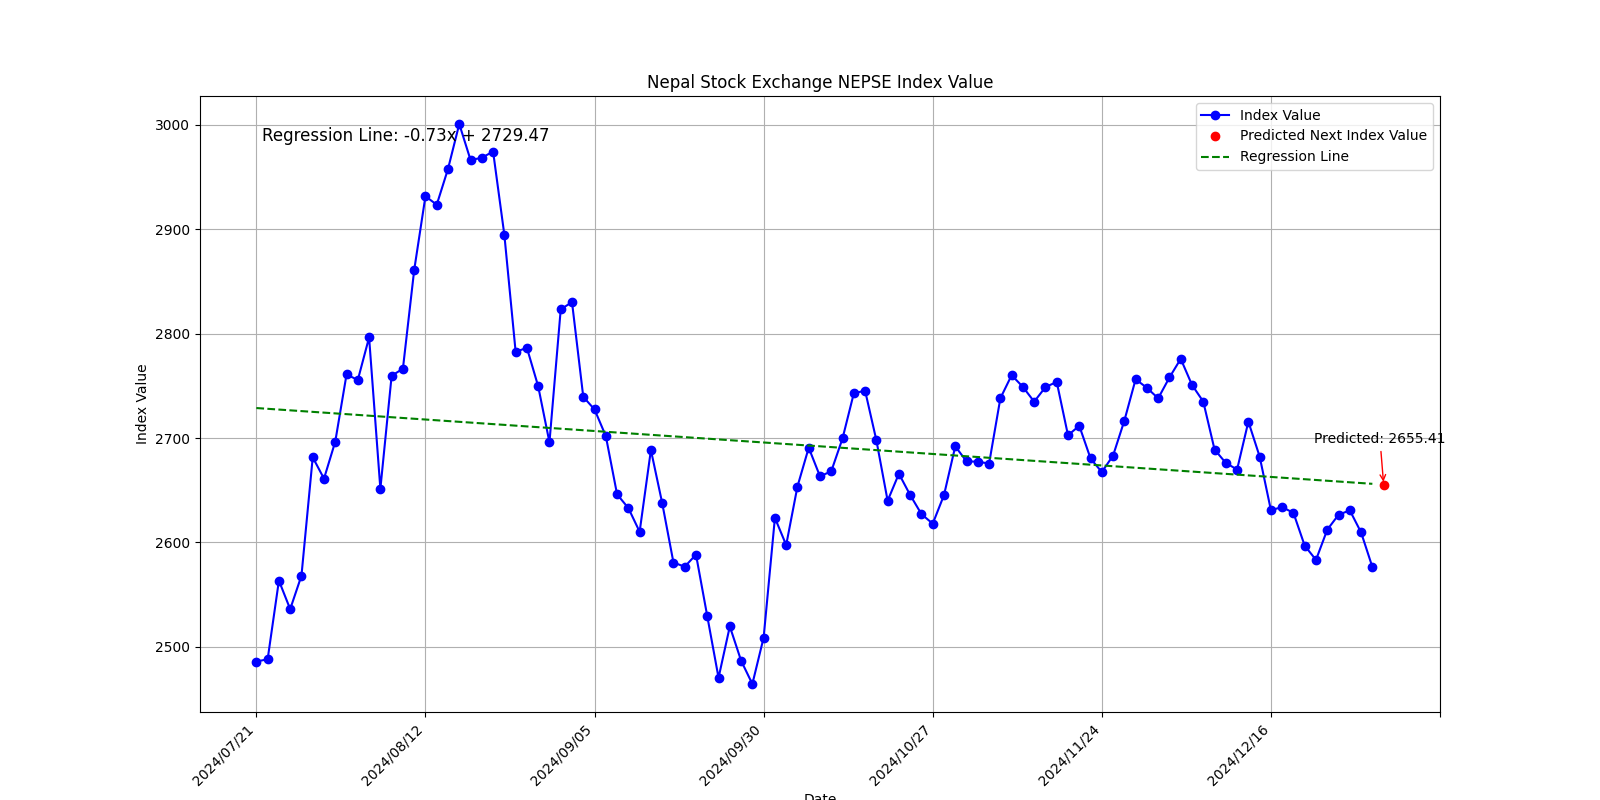 Nepal Stock Exchange NEPSE Index Value
Regression Line: -0.73x + 2729.47
Index Value
Predicted Next Index Value
Regression Line
3000
2900
2800
2700
2600
2500
Index Value
Predicted: 2655.41
2024/07/21
2024/08/12
2024/09/05
2024/09/30
2024/10/27
2024/11/24
2024/12/16
Date